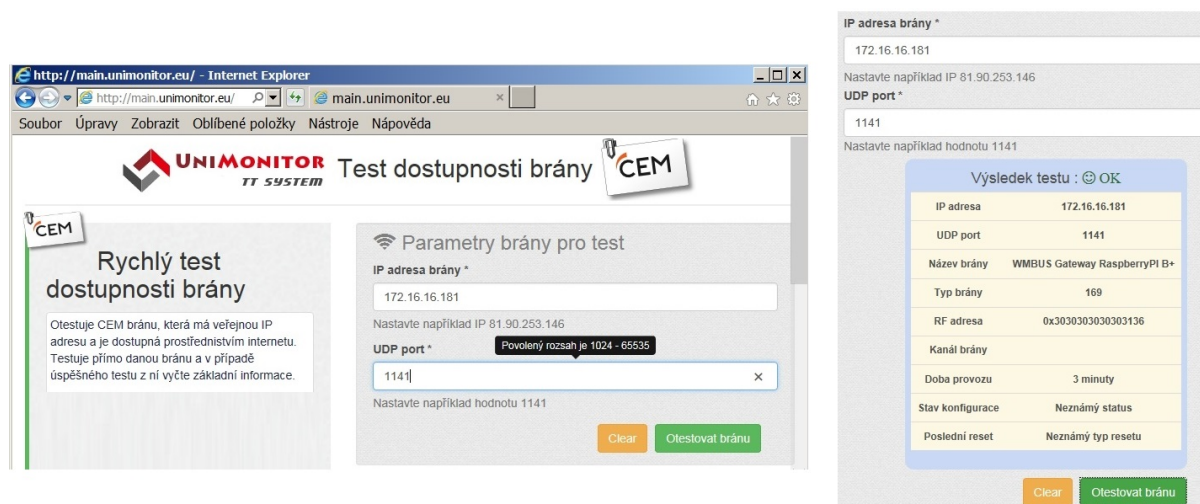 http://main.unimonitor.eu/ - Internet Explorer
http://main.unimonitor.eu/
main.unimonitor.eu
Soubor Úpravy Zobrazit Oblíbené položky Nástroje Nápověda
UNIMONITOR
TT SYSTEM
Test dostupnosti brány
CEM
CEM
Rychlý test
dostupnosti brány
Otestuje CEM bránu, která má veřejnou IP
adresu a je dostupná prostřednistvím internetu.
Testuje přímo danou bránu a v případě
úspěšného testu z ní vyčte základní informace.
Parametry brány pro test
IP adresa brány *
172.16.16.181
Nastavte například IP 81.90.253.146
UDP port *
Povolený rozsah je 1024 - 65535
1141
Nastavte například hodnotu 1141
Clear Otestovat bránu
IP adresa brány *
172.16.16.181
Nastavte například IP 81.90.253.146
UDP port *
1141
Nastavte například hodnotu 1141
Výsledek testu : OK
IP adresa 172.16.16.181
UDP port 1141
Název brány WMBUS Gateway RaspberryPI B+
Typ brány 169
RF adresa 0x3030303030303136
Kanál brány
Doba provozu 3 minuty
Stav konfigurace Neznámý status
Poslední reset Neznámý typ resetu
Clear Otestovat bránu